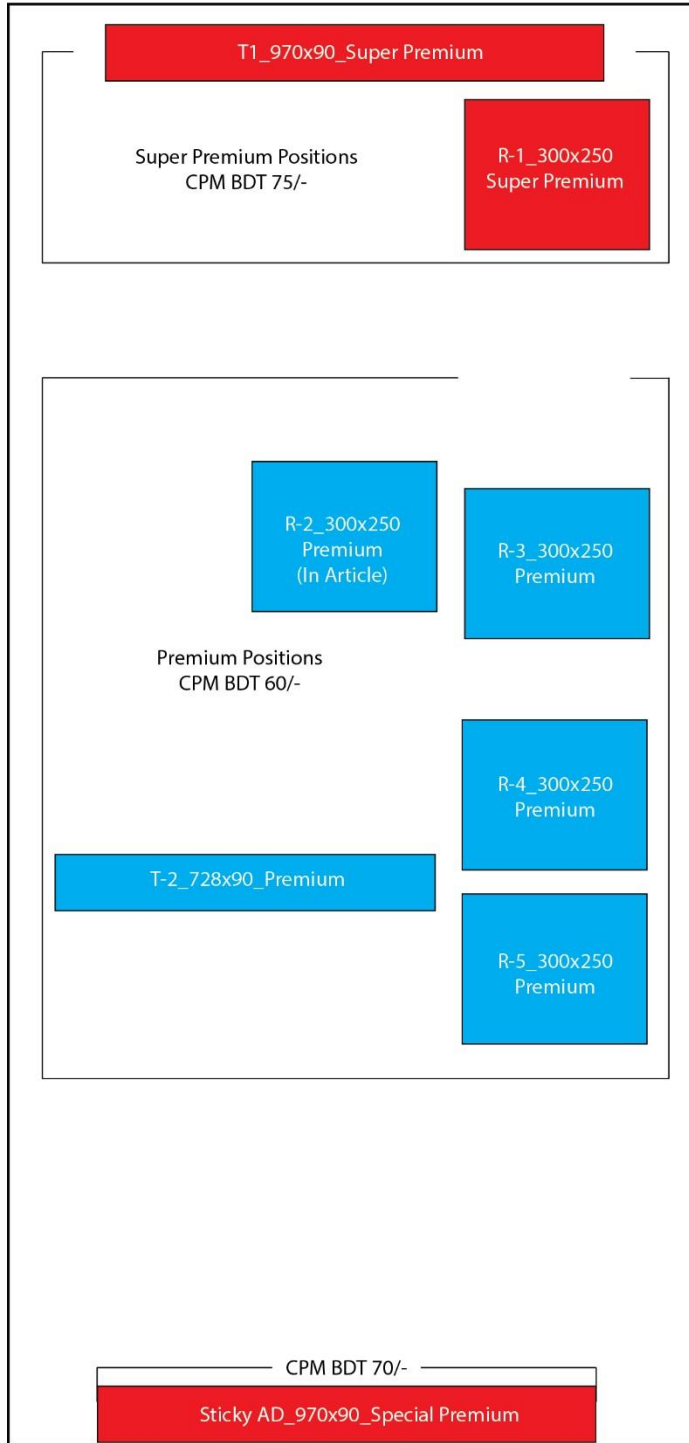 T1_970x90_Super Premium
Super Premium Positions
CPM BDT 75/-
R-1_300x250
Super Premium
R-2_300x250
Premium
(In Article)
R-3_300x250
Premium
Premium Positions
CPM BDT 60/-
R-4_300x250
Premium
T-2_728x90_Premium
R-5_300x250
Premium
CPM BDT 70/-
Sticky AD_970x90_Special Premium